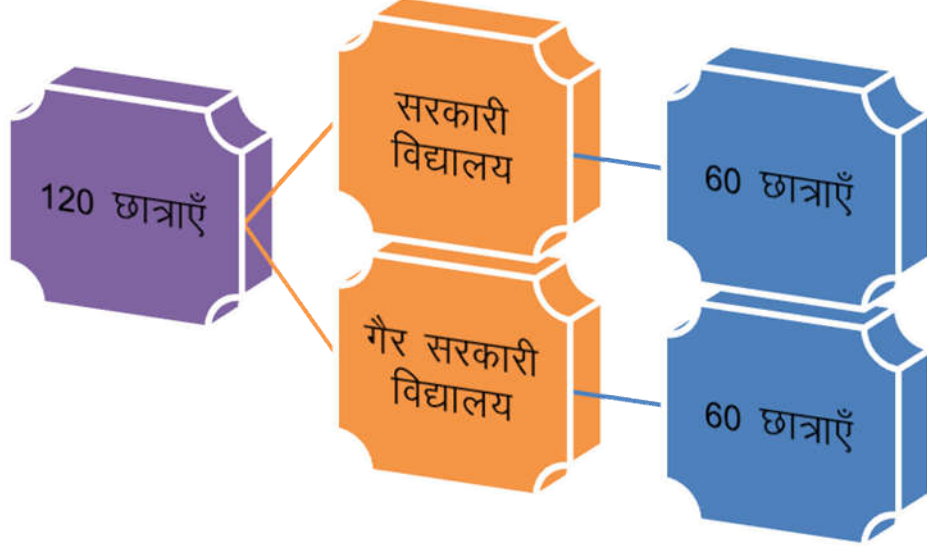 120 छात्राएँ
सरकारी
विद्यालय
60 छात्राएँ
गैर सरकारी
विद्यालय
60 छात्राएँ